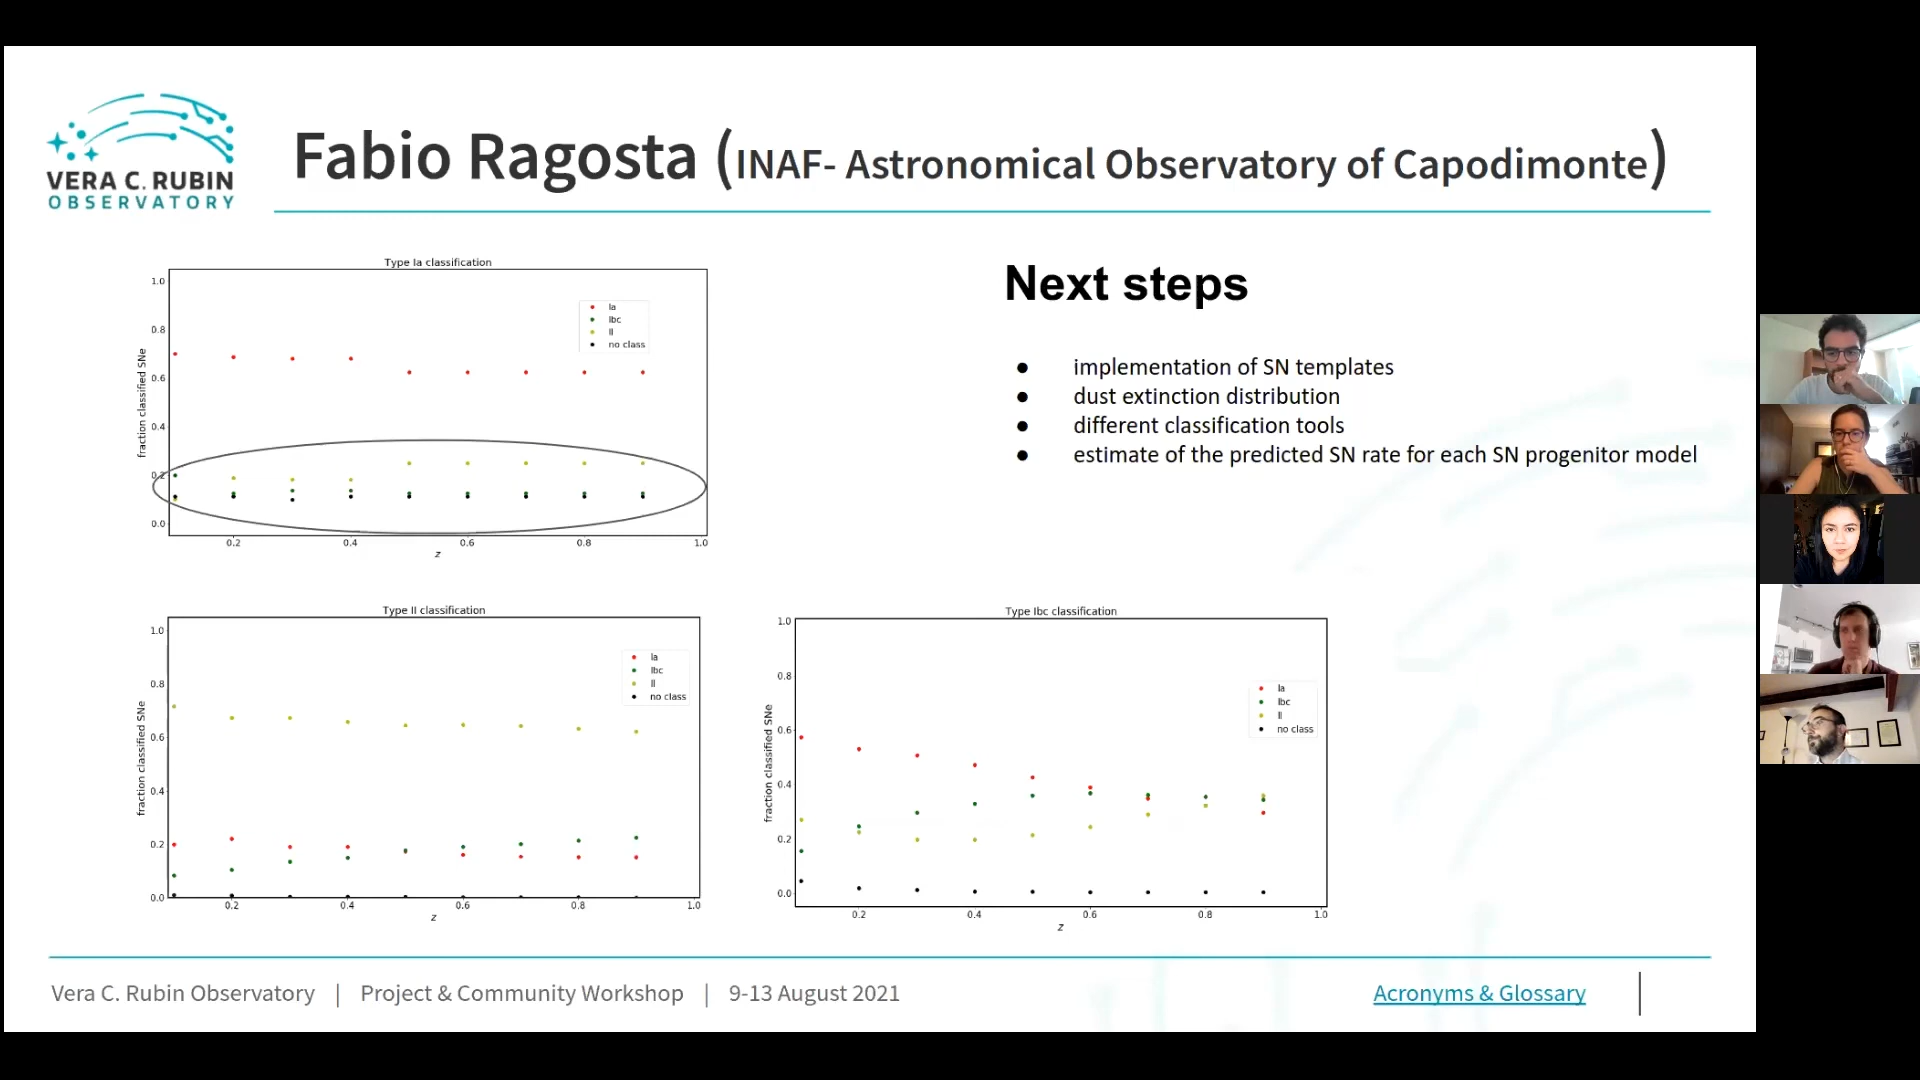 VERA C. RUBIN
OBSERVATORY
Fabio Ragosta (INAF- Astronomical Observatory of Capodimonte)
Type Ia classification
fraction classified SNe
1.0
0.8
0.6
0.4
0.2
0.0
Ia
Ibc
II
no class
0.2
0.4
0.6
0.8
1.0
z
Next steps
● implementation of SN templates
● dust extinction distribution
● different classification tools
● estimate of the predicted SN rate for each SN progenitor model
Type II classification
fraction classified SNe
1.0
0.8
0.6
0.4
0.2
0.0
Ia
Ibc
II
no class
0.2
0.4
0.6
0.8
1.0
z
Type Ibc classification
fraction classified SNe
1.0
0.8
0.6
0.4
0.2
0.0
Ia
Ibc
II
no class
0.2
0.4
0.6
0.8
1.0
z
Vera C. Rubin Observatory | Project & Community Workshop | 9-13 August 2021
Acronyms & Glossary